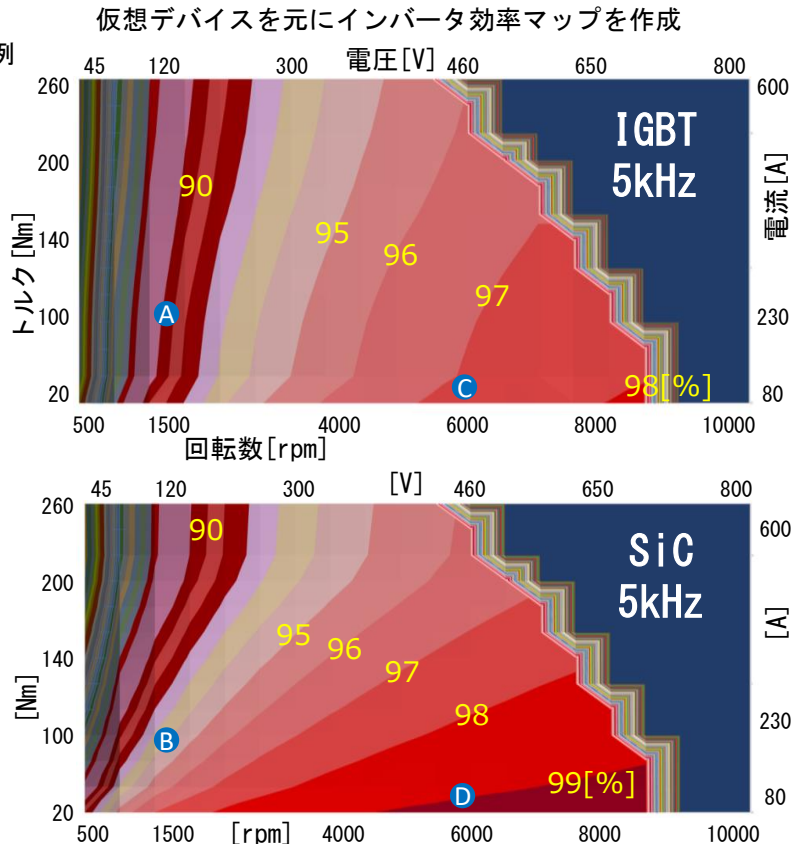 仮想デバイスを元にインバータ効率マップを作成
例
45 120 300 電圧[V] 460 650 800
260 200 140 100 20
トルク[Nm]
600 230 80
電流[A]
IGBT
5kHz
90
95
96
97
98[%]
A
C
500 1500 4000 6000 8000 10000
回転数[rpm]
45 120 300 [V] 460 650 800
260 200 140 100 20
[Nm]
600 230 80
[A]
SiC
5kHz
90
95
96
97
98
99[%]
B
D
500 1500 [rpm] 4000 6000 8000 10000